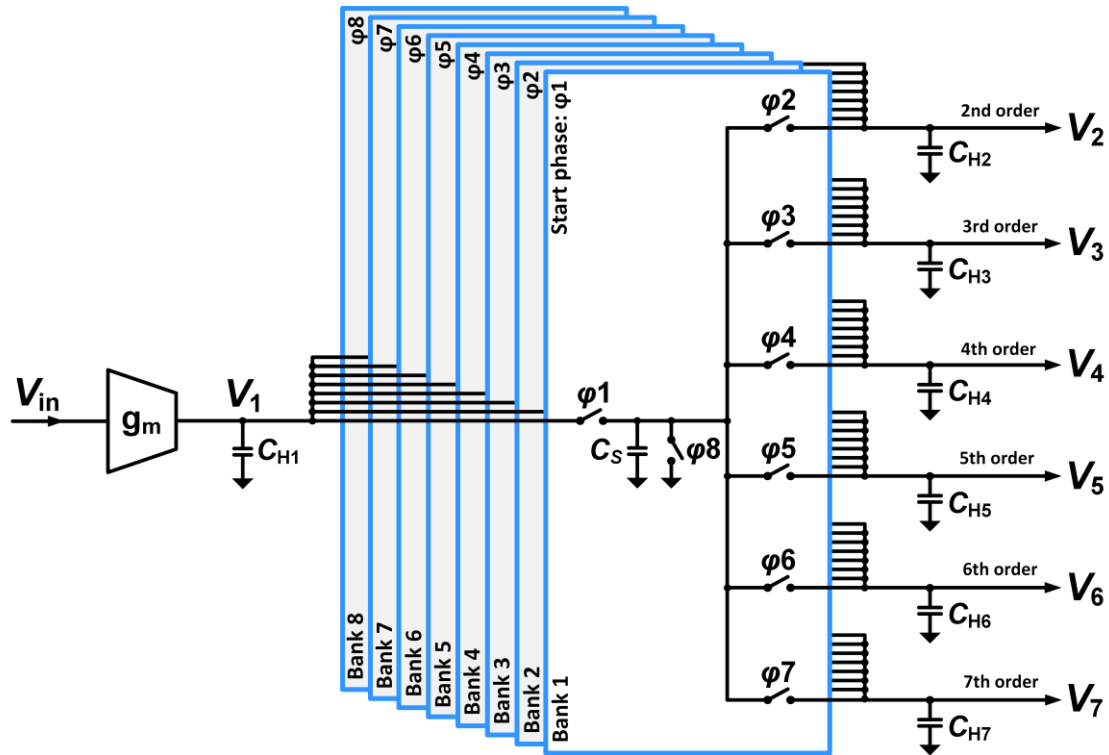 φ8
φ7
φ6
φ5
φ4
φ3
φ2
Start phase: φ1
Bank 8
Bank 7
Bank 6
Bank 5
Bank 4
Bank 3
Bank 2
Bank 1
Vin
gm
V1
CH1
φ1
CS
φ8
φ2
2nd order
V2
CH2
φ3
3rd order
V3
CH3
φ4
4th order
V4
CH4
φ5
5th order
V5
CH5
φ6
6th order
V6
CH6
φ7
7th order
V7
CH7